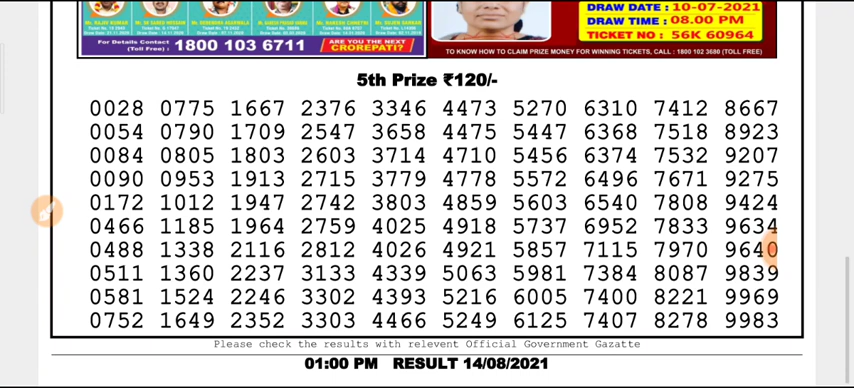 DRAW DATE : 10-07-2021
DRAW TIME : 08.00 PM
TICKET NO : 56K 60964
For Details Contact
(Toll Free) : 1800 103 6711
ARE YOU THE NEXT
CROREPATI?
TO KNOW HOW TO CLAIM PRIZE MONEY FOR WINNING TICKETS, CALL : 1800 102 3680 (TOLL FREE)
5th Prize ₹120/-
0028 0775 1667 2376 3346 4473 5270 6310 7412 8667
0054 0790 1709 2547 3658 4475 5447 6368 7518 8923
0084 0805 1803 2603 3714 4710 5456 6374 7532 9207
0090 0953 1913 2715 3779 4778 5572 6496 7671 9275
0172 1012 1947 2742 3803 4859 5603 6540 7808 9424
0466 1185 1964 2759 4025 4918 5737 6952 7833 9634
0488 1338 2116 2812 4026 4921 5857 7115 7970 9640
0511 1360 2237 3133 4339 5063 5981 7384 8087 9839
0581 1524 2246 3302 4393 5216 6005 7400 8221 9969
0752 1649 2352 3303 4466 5249 6125 7407 8278 9983
Please check the results with relevent Official Government Gazatte
01:00 PM RESULT 14/08/2021